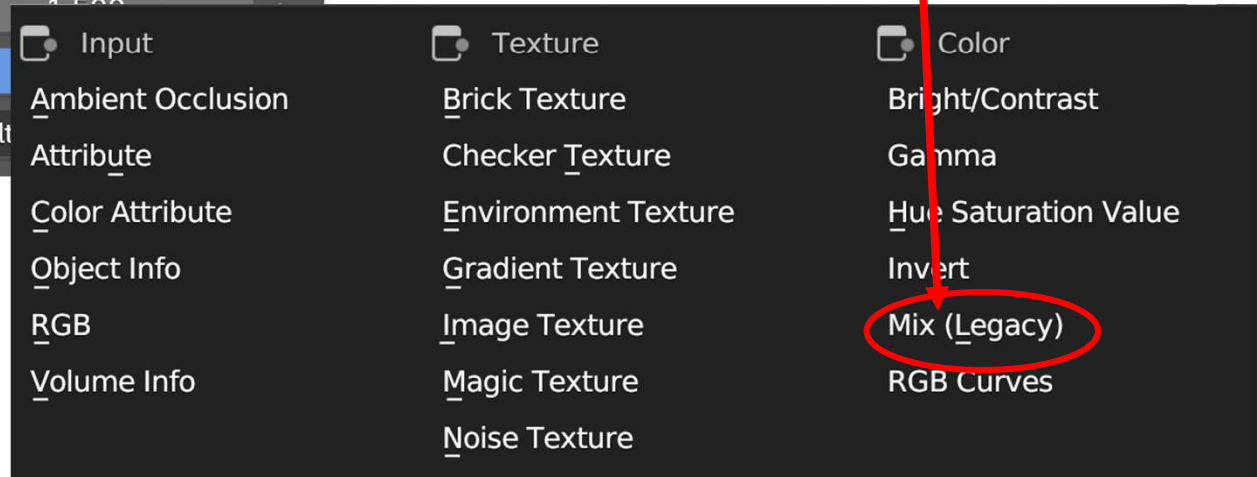 Input
Ambient Occlusion
Attribute
Color Attribute
Object Info
RGB
Volume Info
Texture
Brick Texture
Checker Texture
Environment Texture
Gradient Texture
Image Texture
Magic Texture
Noise Texture
Color
Bright/Contrast
Gamma
Hue Saturation Value
Invert
Mix (Legacy)
RGB Curves